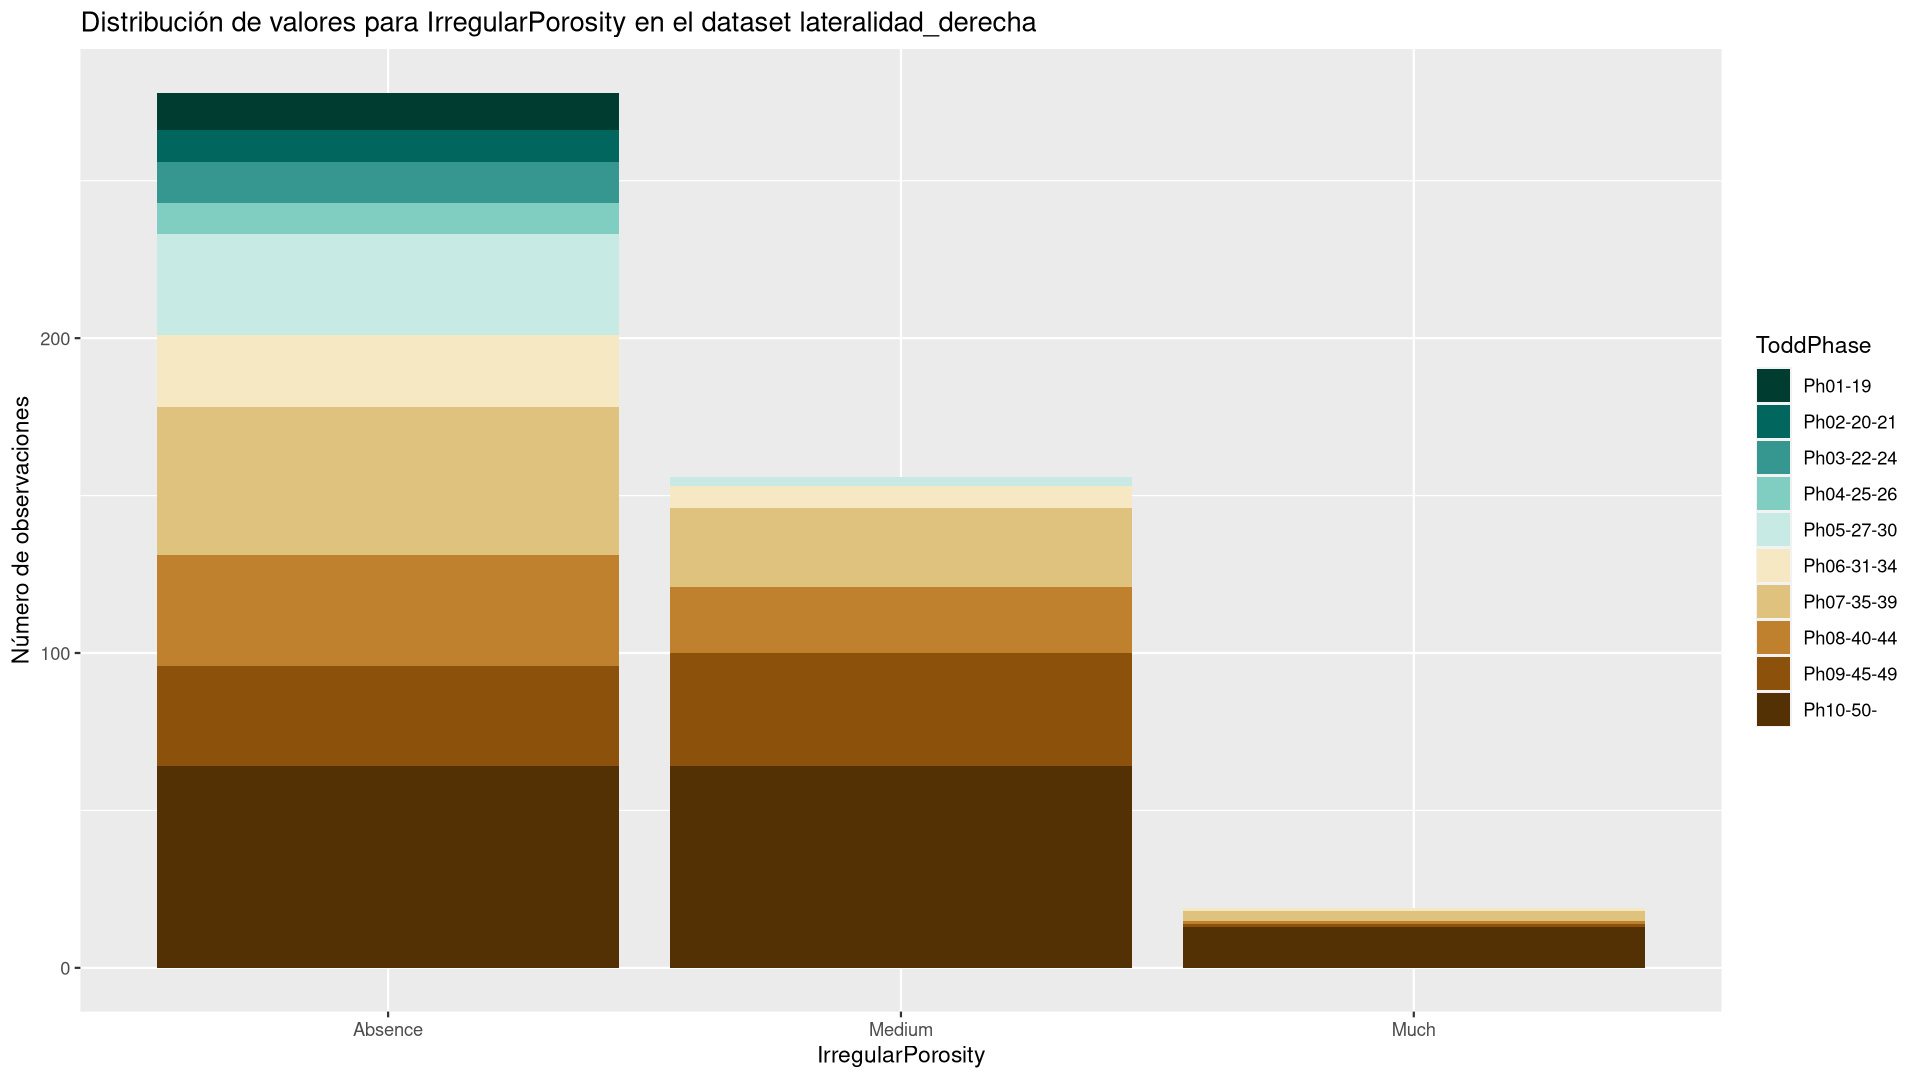 Distribución de valores para IrregularPorosity en el dataset lateralidad_derecha
Número de observaciones
200
100
0
Absence
Medium
Much
IrregularPorosity
ToddPhase
Ph01-19
Ph02-20-21
Ph03-22-24
Ph04-25-26
Ph05-27-30
Ph06-31-34
Ph07-35-39
Ph08-40-44
Ph09-45-49
Ph10-50-